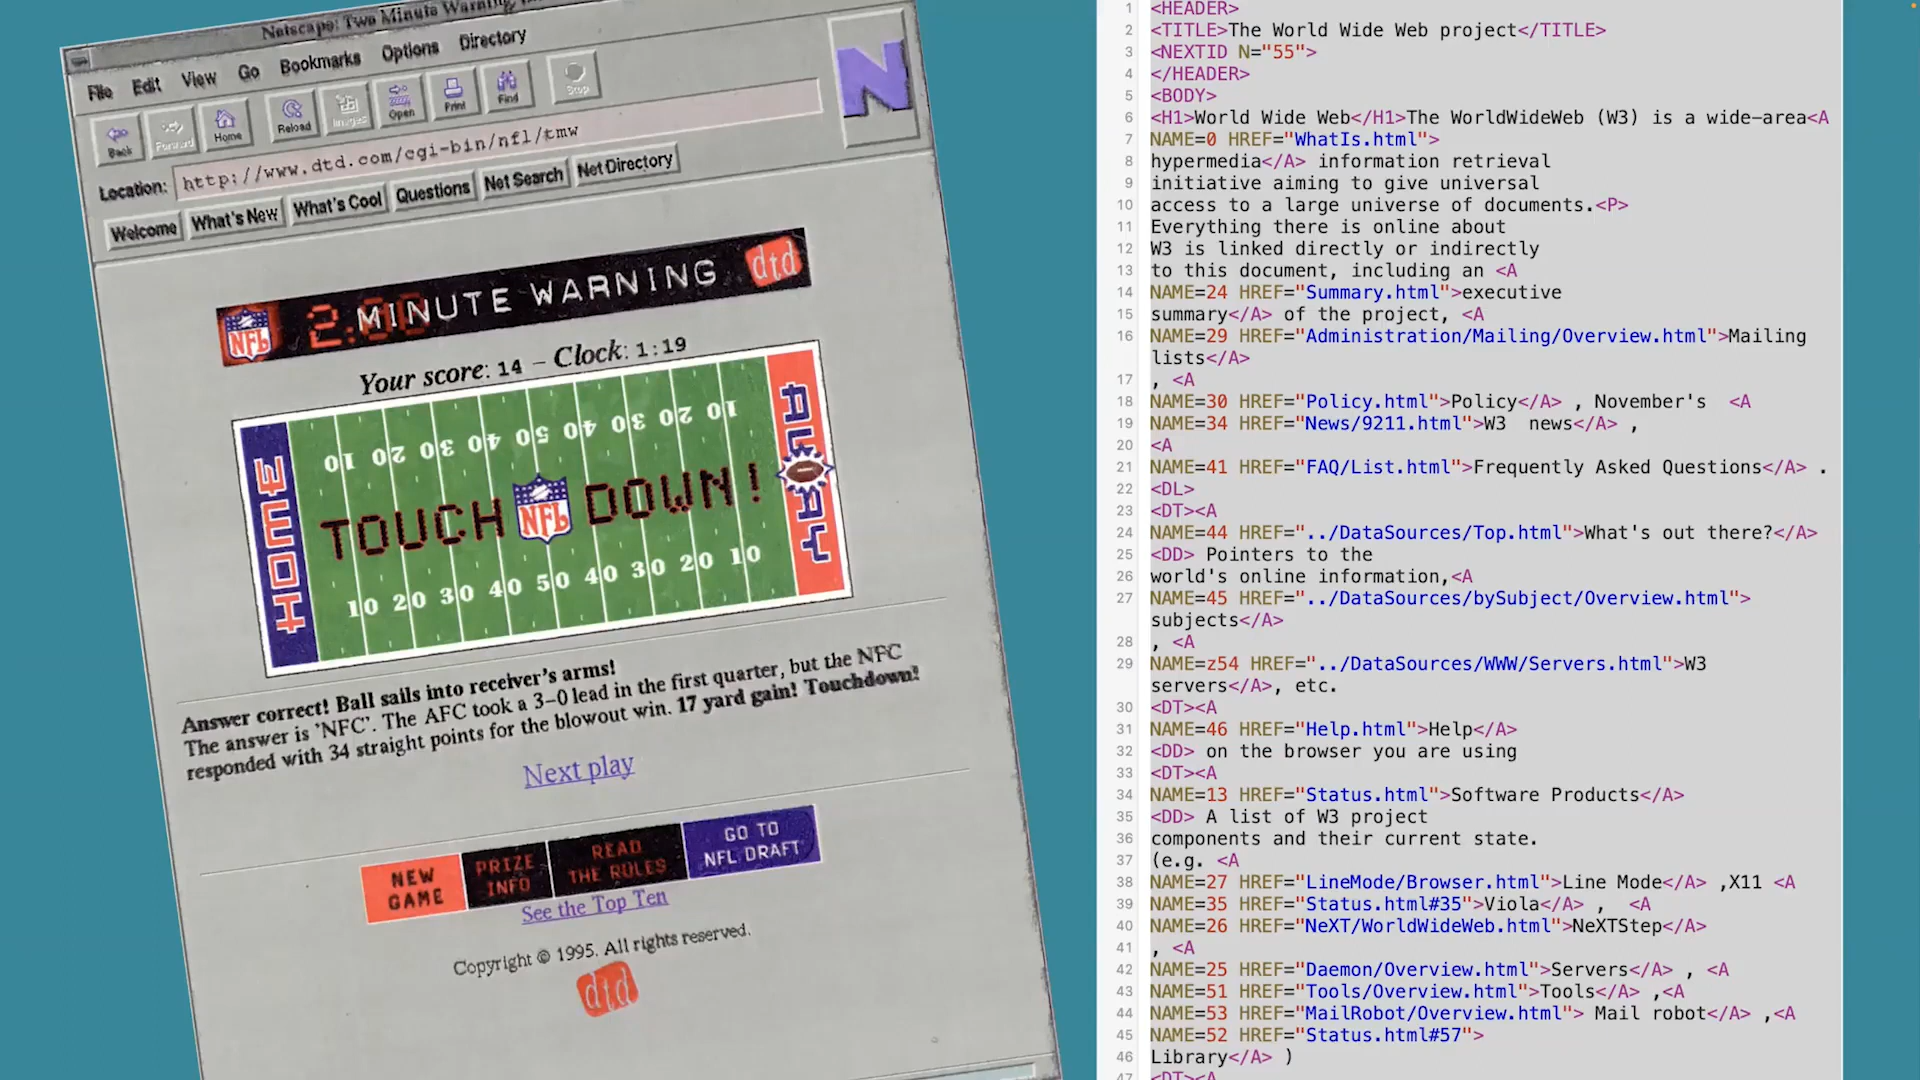 Netscape: Two Minute Warning
File Edit View Go Bookmarks Options Directory
Back Forward Home Reload Images Open Print Find Stop
N
Location: http://www.dtd.com/cgi-bin/nfl/tmw
Welcome What's New What's Cool Questions Net Search Net Directory
NFL 2:00 MINUTE WARNING dtd
Your score: 14 – Clock: 1:19
10 20 30 40 50 40 30 20 10
HOME
AWAY
TOUCH NFL DOWN!
10 20 30 40 50 40 30 20 10
Answer correct! Ball sails into receiver's arms!
The answer is 'NFC'. The AFC took a 3–0 lead in the first quarter, but the NFC
responded with 34 straight points for the blowout win. 17 yard gain! Touchdown!
Next play
NEW GAME
PRIZE INFO
READ THE RULES
GO TO NFL DRAFT
See the Top Ten
Copyright © 1995. All rights reserved.
dtd
1 <HEADER>
2 <TITLE>The World Wide Web project</TITLE>
3 <NEXTID N="55">
4 </HEADER>
5 <BODY>
6 <H1>World Wide Web</H1>The WorldWideWeb (W3) is a wide-area<A
7 NAME=0 HREF="WhatIs.html">
8 hypermedia</A> information retrieval
9 initiative aiming to give universal
10 access to a large universe of documents.<P>
11 Everything there is online about
12 W3 is linked directly or indirectly
13 to this document, including an <A
14 NAME=24 HREF="Summary.html">executive
15 summary</A> of the project, <A
16 NAME=29 HREF="Administration/Mailing/Overview.html">Mailing
lists</A>
17 , <A
18 NAME=30 HREF="Policy.html">Policy</A> , November's  <A
19 NAME=34 HREF="News/9211.html">W3  news</A> ,
20 <A
21 NAME=41 HREF="FAQ/List.html">Frequently Asked Questions</A> .
22 <DL>
23 <DT><A
24 NAME=44 HREF="../DataSources/Top.html">What's out there?</A>
25 <DD> Pointers to the
26 world's online information,<A
27 NAME=45 HREF="../DataSources/bySubject/Overview.html">
subjects</A>
28 , <A
29 NAME=z54 HREF="../DataSources/WWW/Servers.html">W3
servers</A>, etc.
30 <DT><A
31 NAME=46 HREF="Help.html">Help</A>
32 <DD> on the browser you are using
33 <DT><A
34 NAME=13 HREF="Status.html">Software Products</A>
35 <DD> A list of W3 project
36 components and their current state.
37 (e.g. <A
38 NAME=27 HREF="LineMode/Browser.html">Line Mode</A> ,X11 <A
39 NAME=35 HREF="Status.html#35">Viola</A> ,  <A
40 NAME=26 HREF="NeXT/WorldWideWeb.html">NeXTStep</A>
41 , <A
42 NAME=25 HREF="Daemon/Overview.html">Servers</A> , <A
43 NAME=51 HREF="Tools/Overview.html">Tools</A> ,<A
44 NAME=53 HREF="MailRobot/Overview.html"> Mail robot</A> ,<A
45 NAME=52 HREF="Status.html#57">
46 Library</A> )
47 <DT><A